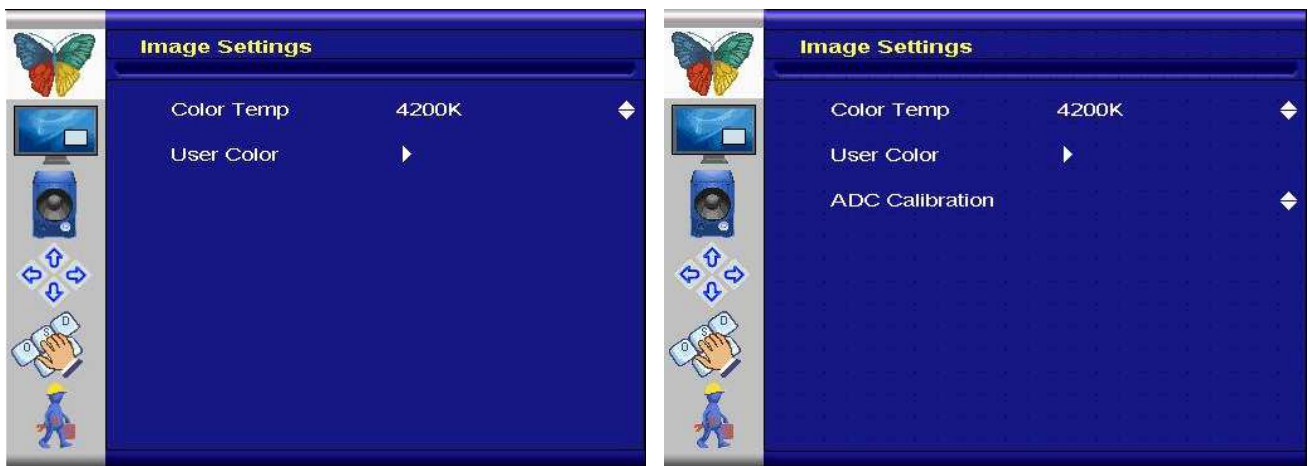 Image Settings
Color Temp 4200K
User Color
O S D
Image Settings
Color Temp 4200K
User Color
ADC Calibration
O S D